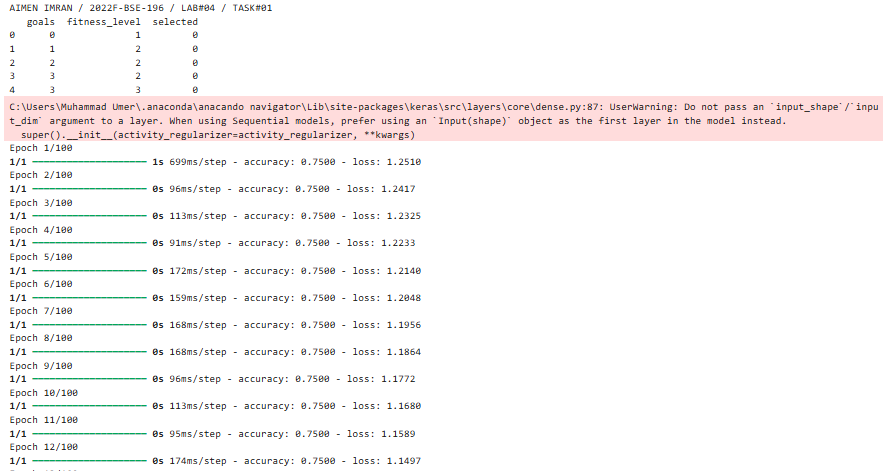 AIMEN IMRAN / 2022F-BSE-196 / LAB#04 / TASK#01
goals fitness_level selected
0 0 1 0
1 1 2 0
2 2 2 0
3 3 2 0
4 3 3 0
C:\Users\Muhammad Umer\.anaconda\anacando navigator\Lib\site-packages\keras\src\layers\core\dense.py:87: UserWarning: Do not pass an `input_shape`/`inpu
t_dim` argument to a layer. When using Sequential models, prefer using an `Input(shape)` object as the first layer in the model instead.
super().__init__(activity_regularizer=activity_regularizer, **kwargs)
Epoch 1/100
1/1 1s 699ms/step - accuracy: 0.7500 - loss: 1.2510
Epoch 2/100
1/1 0s 96ms/step - accuracy: 0.7500 - loss: 1.2417
Epoch 3/100
1/1 0s 113ms/step - accuracy: 0.7500 - loss: 1.2325
Epoch 4/100
1/1 0s 91ms/step - accuracy: 0.7500 - loss: 1.2233
Epoch 5/100
1/1 0s 172ms/step - accuracy: 0.7500 - loss: 1.2140
Epoch 6/100
1/1 0s 159ms/step - accuracy: 0.7500 - loss: 1.2048
Epoch 7/100
1/1 0s 168ms/step - accuracy: 0.7500 - loss: 1.1956
Epoch 8/100
1/1 0s 168ms/step - accuracy: 0.7500 - loss: 1.1864
Epoch 9/100
1/1 0s 96ms/step - accuracy: 0.7500 - loss: 1.1772
Epoch 10/100
1/1 0s 113ms/step - accuracy: 0.7500 - loss: 1.1680
Epoch 11/100
1/1 0s 95ms/step - accuracy: 0.7500 - loss: 1.1589
Epoch 12/100
1/1 0s 174ms/step - accuracy: 0.7500 - loss: 1.1497